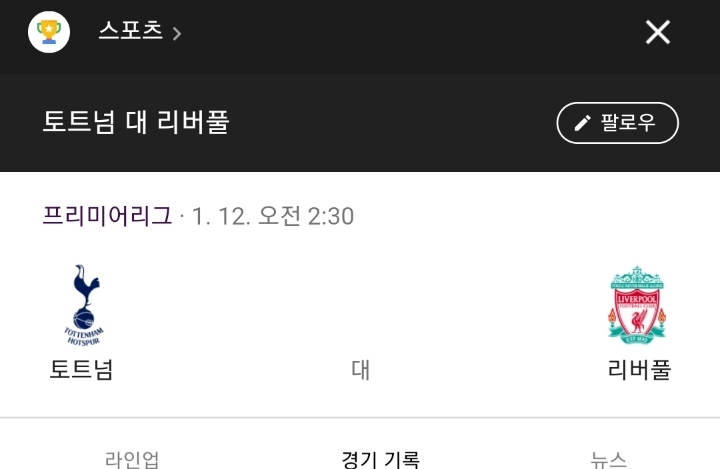 스포츠
토트넘 대 리버풀
팔로우
프리미어리그 · 1. 12. 오전 2:30
TOTTENHAM
HOTSPUR
LIVERPOOL
토트넘 대 리버풀
라인업 경기 기록 뉴스